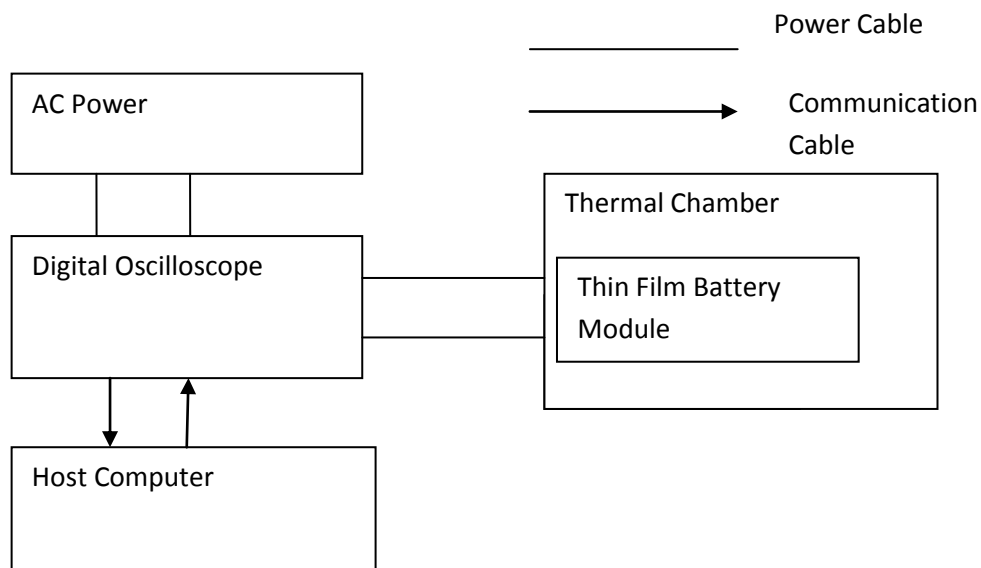 Power Cable
AC Power
Communication
Cable
Thermal Chamber
Digital Oscilloscope
Thin Film Battery
Module
Host Computer